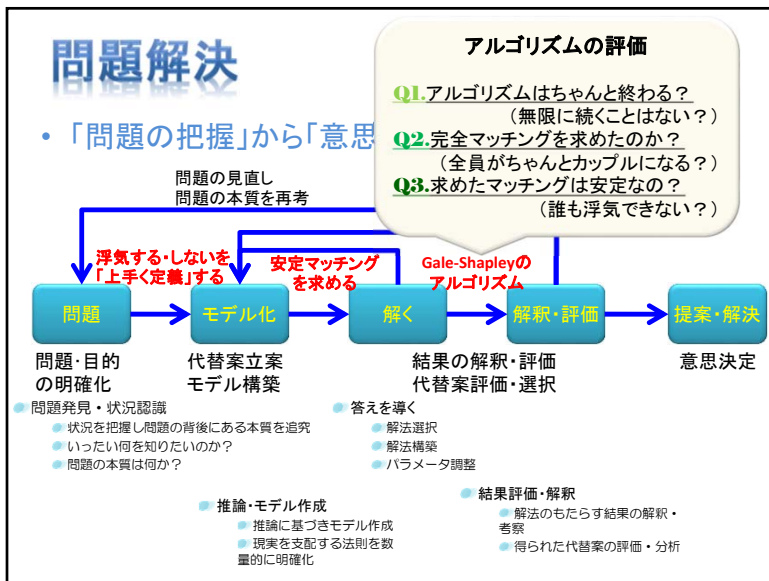 問題解決
• 「問題の把握」から「意思
アルゴリズムの評価
Q1.アルゴリズムはちゃんと終わる？
(無限に続くことはない？)
Q2.完全マッチングを求めたのか？
(全員がちゃんとカップルになる？)
Q3.求めたマッチングは安定なの？
(誰も浮気できない？)
問題の見直し
問題の本質を再考
浮気する・しないを
「上手く定義」する
安定マッチング
を求める
Gale-Shapleyの
アルゴリズム
問題
モデル化
解く
解釈・評価
提案・解決
問題・目的
の明確化
代替案立案
モデル構築
結果の解釈・評価
代替案評価・選択
意思決定
問題発見・状況認識
状況を把握し問題の背後にある本質を追究
いったい何を知りたいのか？
問題の本質は何か？
答えを導く
解法選択
解法構築
パラメータ調整
推論・モデル作成
推論に基づきモデル作成
現実を支配する法則を数
量的に明確化
結果評価・解釈
解法のもたらす結果の解釈・
考察
得られた代替案の評価・分析